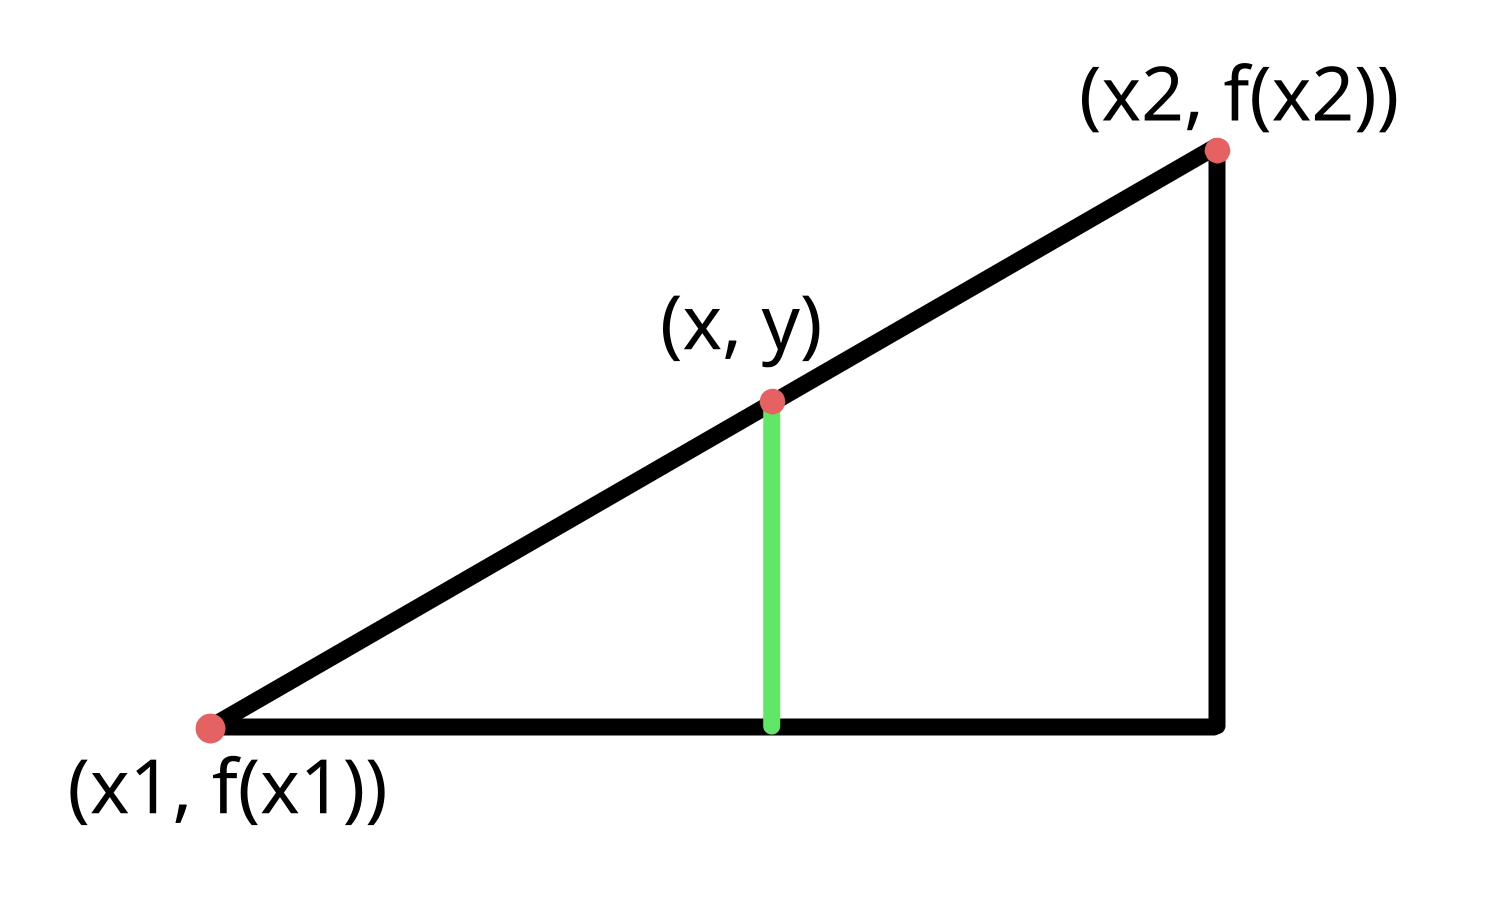 (x2, f(x2))
(x, y)
(x1, f(x1))